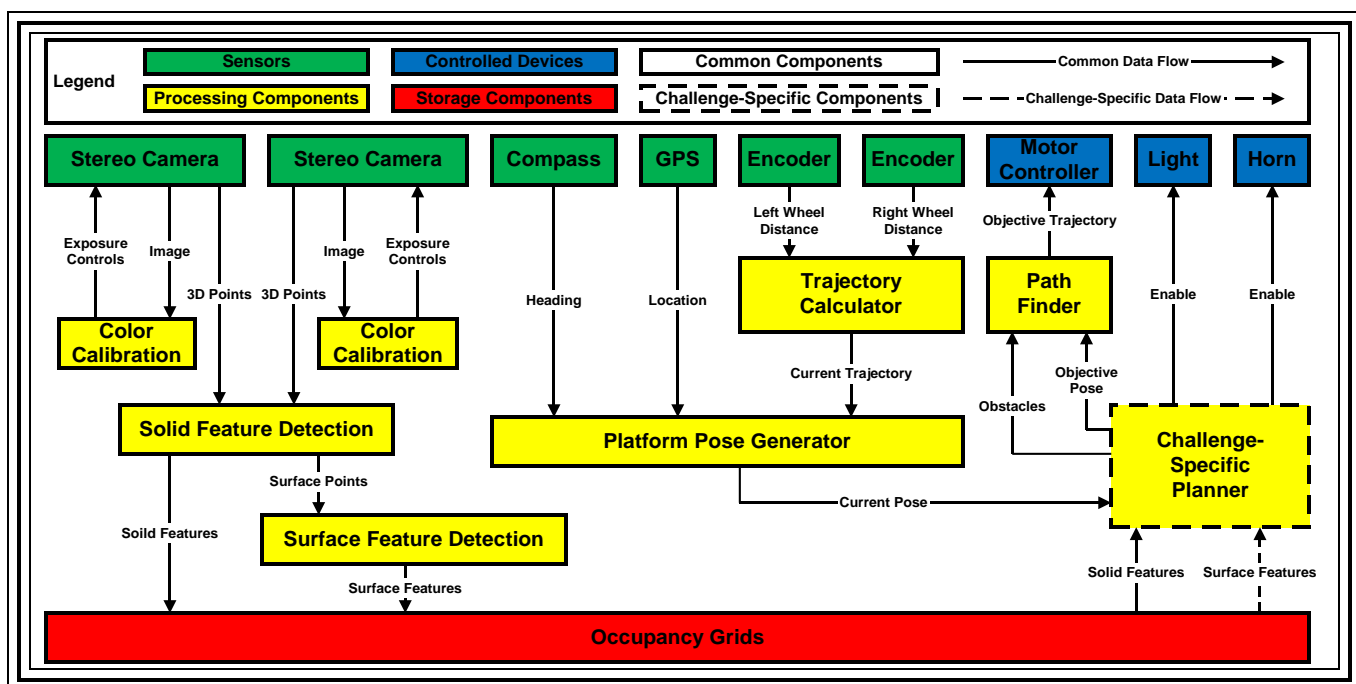 Legend
Sensors
Controlled Devices
Common Components
Common Data Flow
Processing Components
Storage Components
Challenge-Specific Components
Challenge-Specific Data Flow
Stereo Camera
Stereo Camera
Compass
GPS
Encoder
Encoder
Motor
Controller
Light
Horn
Exposure
Controls
Image
3D Points
3D Points
Image
Exposure
Controls
Heading
Location
Left Wheel
Distance
Right Wheel
Distance
Objective Trajectory
Enable
Enable
Color
Calibration
Color
Calibration
Trajectory
Calculator
Path
Finder
Current Trajectory
Obstacles
Objective
Pose
Solid Feature Detection
Platform Pose Generator
Challenge-
Specific
Planner
Surface Points
Current Pose
Soild Features
Surface Feature Detection
Surface Features
Solid Features
Surface Features
Occupancy Grids